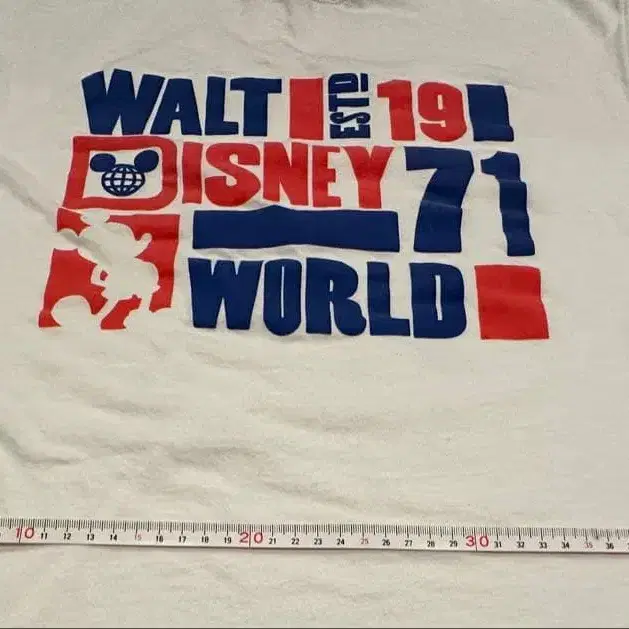 WALT ESTD 19
DISNEY 71
WORLD
10 11 12 13 14 15 16 17 18 19 20 21 22 23 24 25 26 27 28 29 30 31 32 33 34 35 36